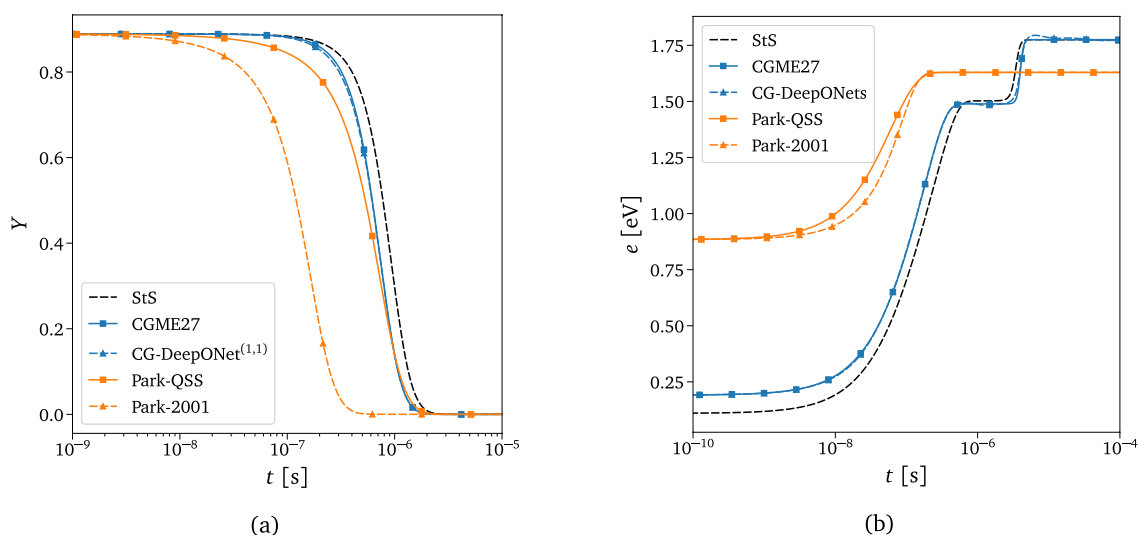 0.8
0.6
0.4
0.2
0.0
Y
StS
CGME27
CG-DeepONet^(1,1)
Park-QSS
Park-2001
10⁻⁹
10⁻⁸
10⁻⁷
10⁻⁶
10⁻⁵
t [s]
(a)
1.75
1.50
1.25
1.00
0.75
0.50
0.25
e [eV]
StS
CGME27
CG-DeepONets
Park-QSS
Park-2001
10⁻¹⁰
10⁻⁸
10⁻⁶
10⁻⁴
t [s]
(b)